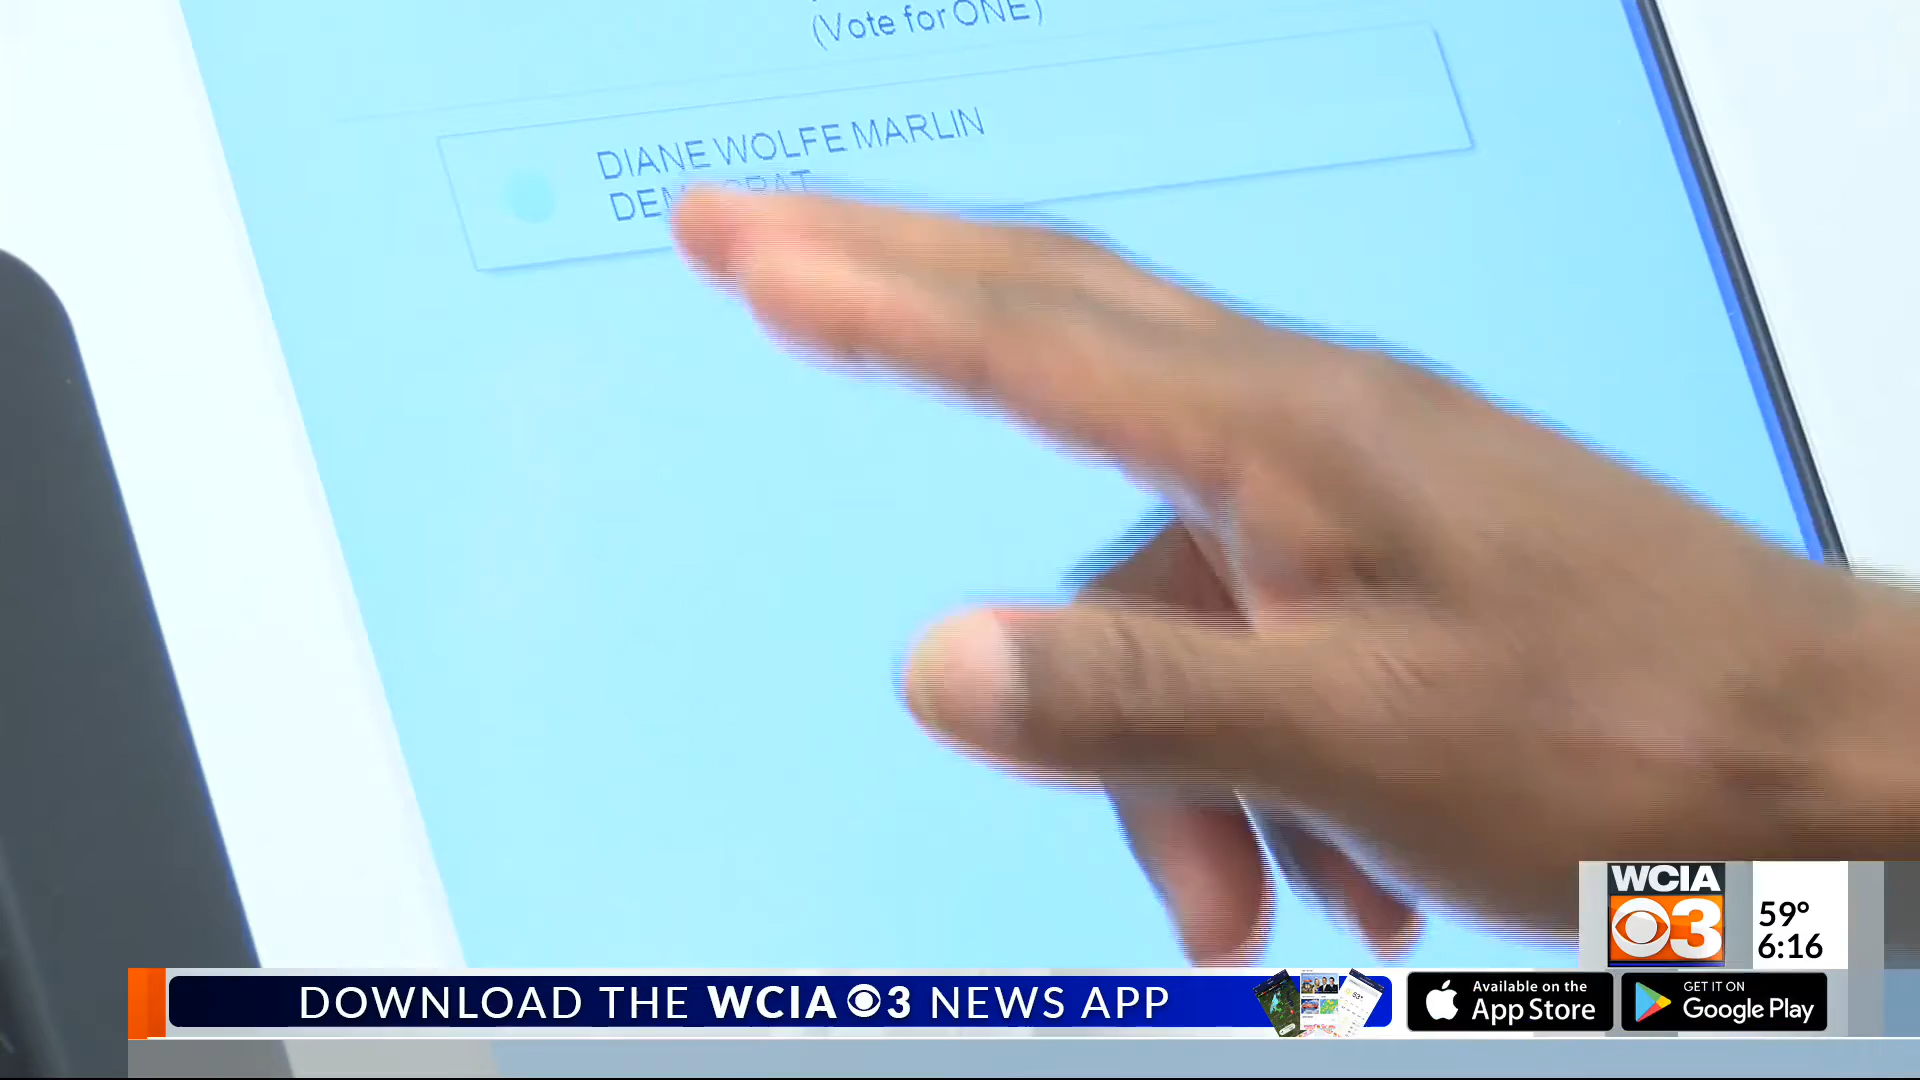 (Vote for ONE)
DIANE WOLFE MARLIN
DEMOCRAT
WCIA
3
59°
6:16
DOWNLOAD THE WCIA 3 NEWS APP
Available on the
App Store
GET IT ON
Google Play